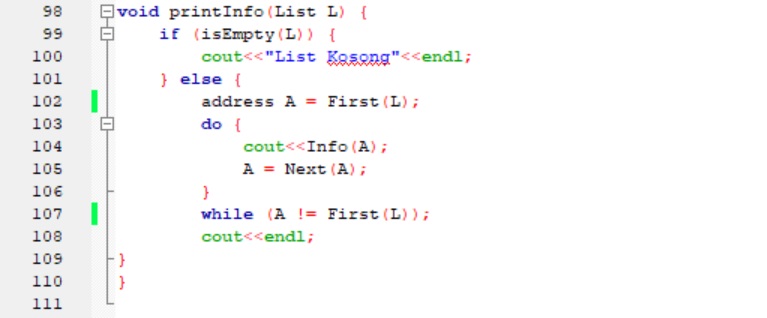 98 void printInfo(List L) {
99 if (isEmpty(L)) {
100 cout<<"List Kosong"<<endl;
101 } else {
102 address A = First(L);
103 do {
104 cout<<Info(A);
105 A = Next(A);
106 }
107 while (A != First(L));
108 cout<<endl;
109 }
110 }
111